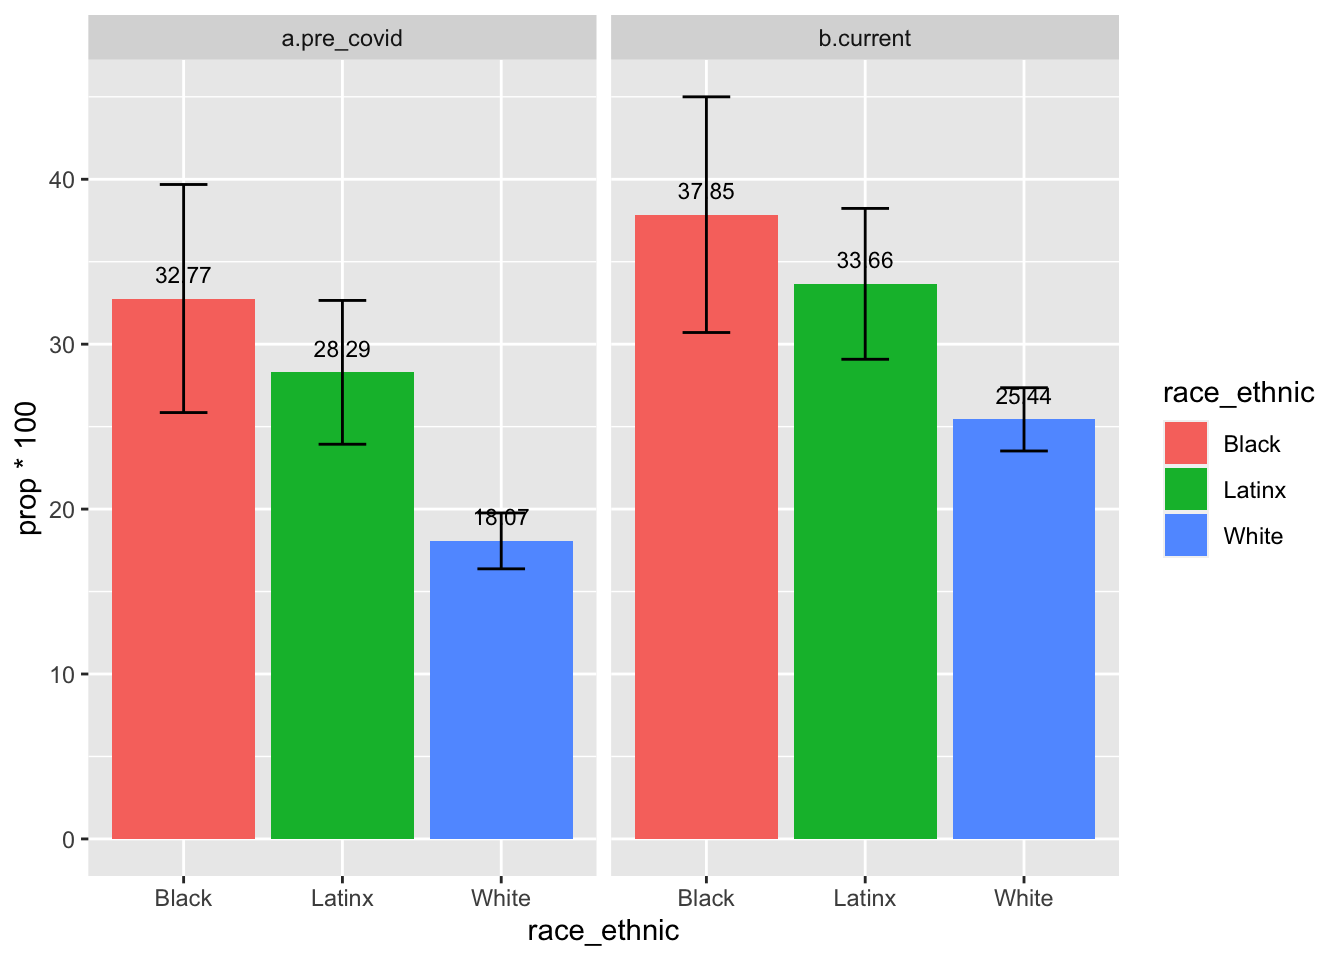 a.pre_covid
b.current
prop * 100
40
30
20
10
0
32.77
28.29
18.07
37.85
33.66
25.44
Black
Latinx
White
Black
Latinx
White
race_ethnic
race_ethnic
Black
Latinx
White